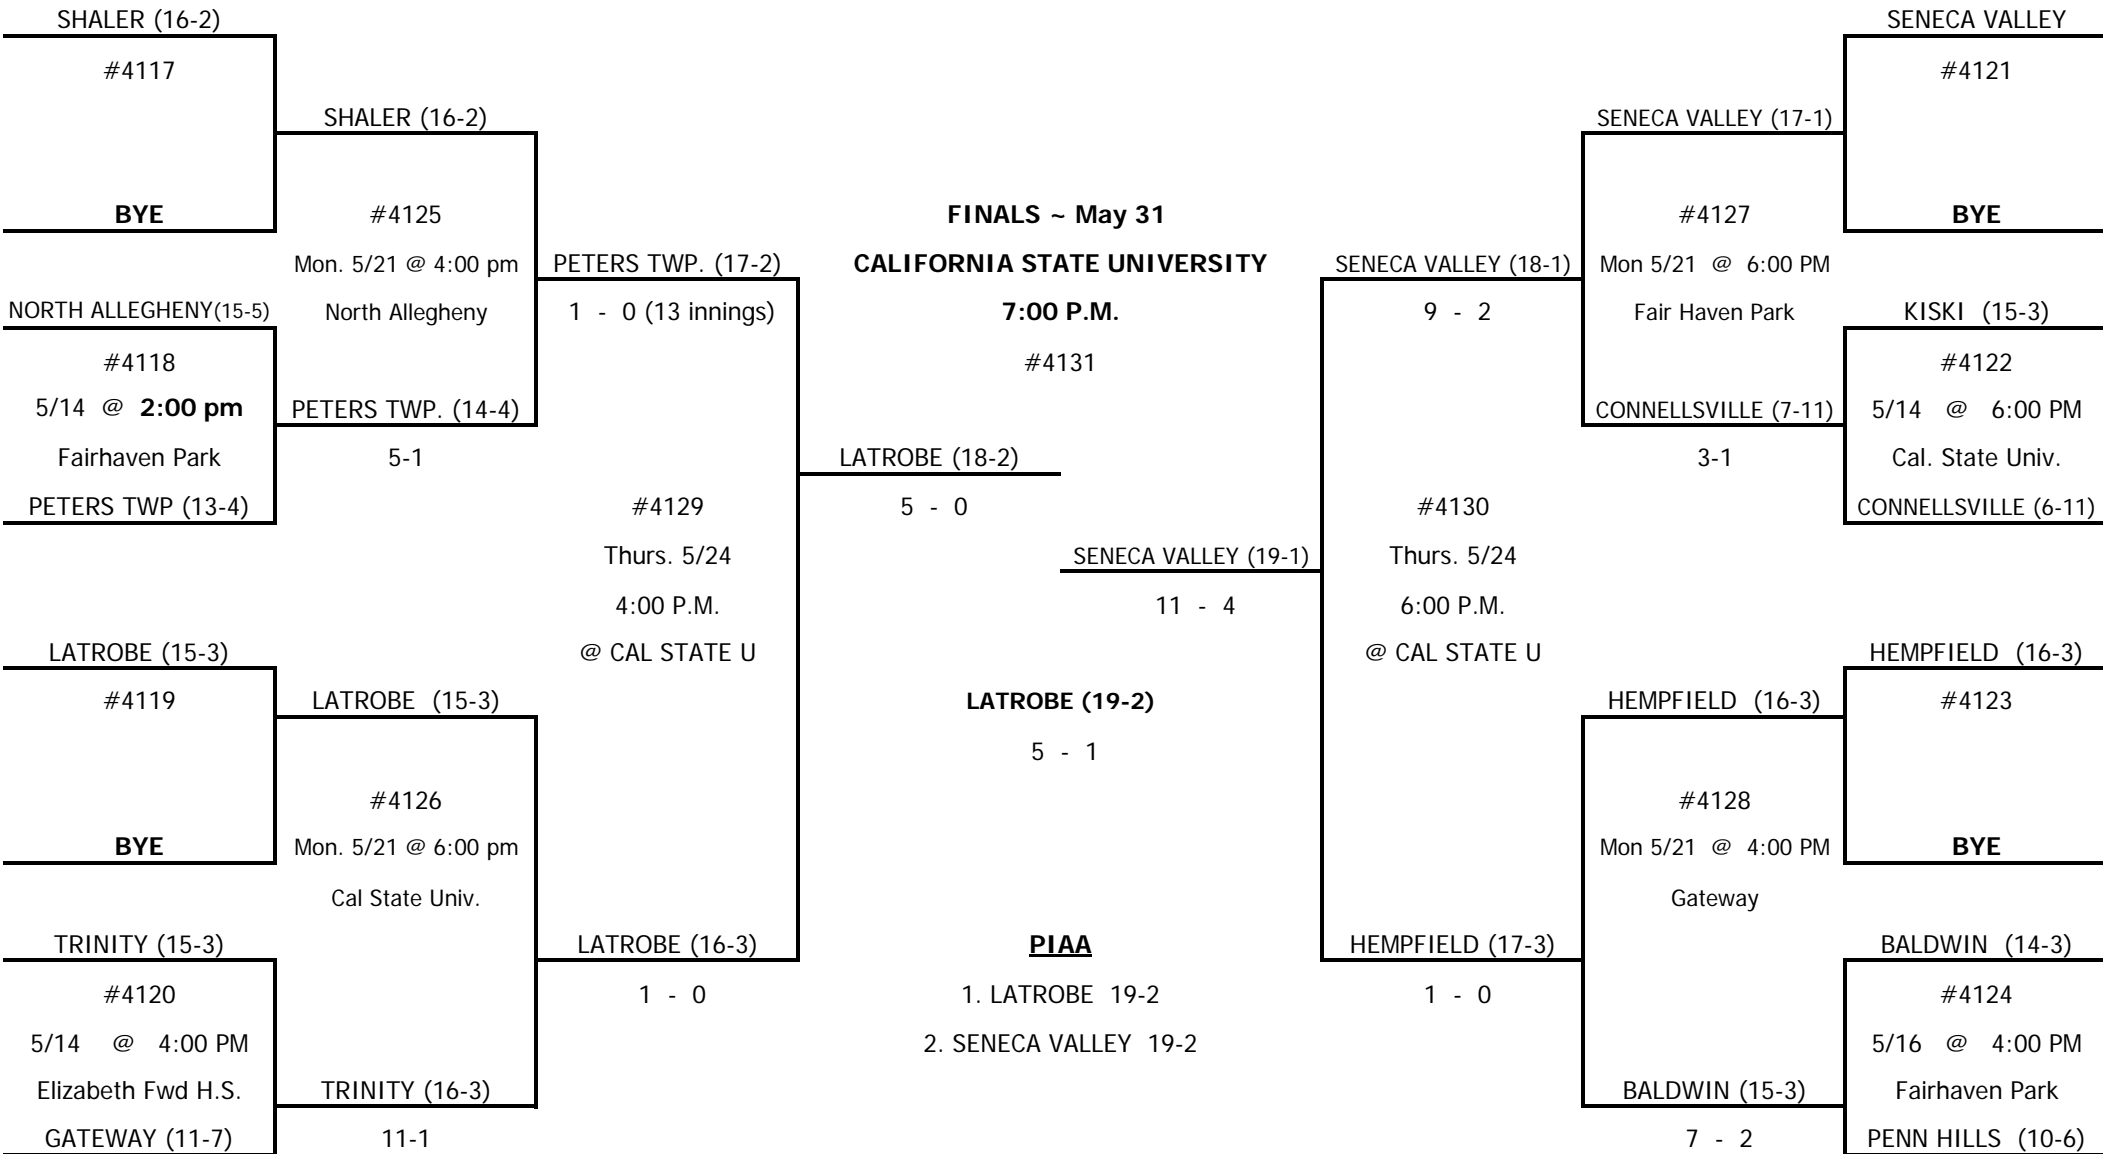 SHALER (16-2)
#4117
BYE
NORTH ALLEGHENY(15-5)
#4118
5/14 @ 2:00 pm
Fairhaven Park
PETERS TWP (13-4)
LATROBE (15-3)
#4119
BYE
TRINITY (15-3)
#4120
5/14 @ 4:00 PM
Elizabeth Fwd H.S.
GATEWAY (11-7)
SHALER (16-2)
#4125
Mon. 5/21 @ 4:00 pm
North Allegheny
PETERS TWP. (14-4)
5-1
LATROBE (15-3)
#4126
Mon. 5/21 @ 6:00 pm
Cal State Univ.
TRINITY (16-3)
11-1
PETERS TWP. (17-2)
1 - 0 (13 innings)
#4129
Thurs. 5/24
4:00 P.M.
@ CAL STATE U
LATROBE (16-3)
1 - 0
FINALS ~ May 31
CALIFORNIA STATE UNIVERSITY
7:00 P.M.
#4131
LATROBE (18-2)
5 - 0
SENECA VALLEY (19-1)
11 - 4
LATROBE (19-2)
5 - 1
PIAA
1. LATROBE 19-2
2. SENECA VALLEY 19-2
SENECA VALLEY (18-1)
9 - 2
#4130
Thurs. 5/24
6:00 P.M.
@ CAL STATE U
HEMPFIELD (17-3)
1 - 0
SENECA VALLEY (17-1)
#4127
Mon 5/21 @ 6:00 PM
Fair Haven Park
CONNELLSVILLE (7-11)
3-1
HEMPFIELD (16-3)
#4128
Mon 5/21 @ 4:00 PM
Gateway
BALDWIN (15-3)
7 - 2
SENECA VALLEY
#4121
BYE
KISKI (15-3)
#4122
5/14 @ 6:00 PM
Cal. State Univ.
CONNELLSVILLE (6-11)
HEMPFIELD (16-3)
#4123
BYE
BALDWIN (14-3)
#4124
5/16 @ 4:00 PM
Fairhaven Park
PENN HILLS (10-6)